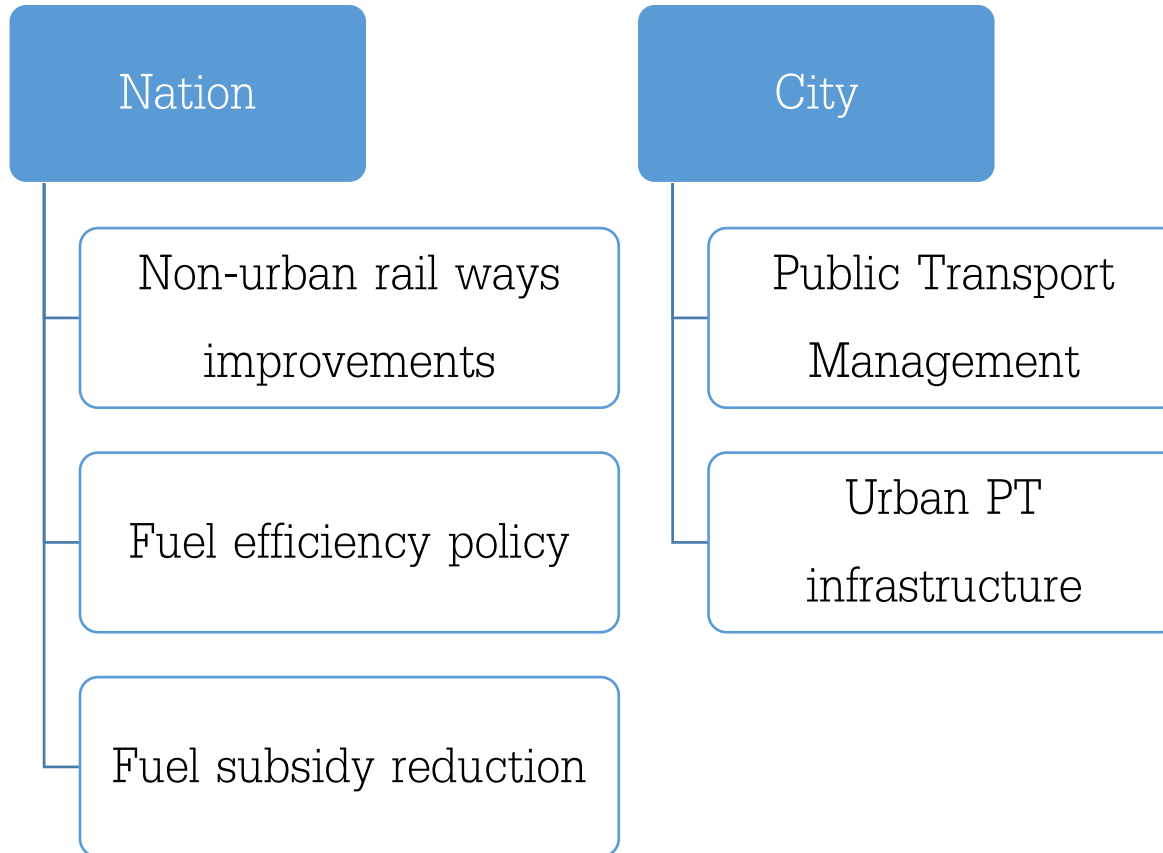 Nation
Non-urban rail ways
improvements
Fuel efficiency policy
Fuel subsidy reduction
City
Public Transport
Management
Urban PT
infrastructure